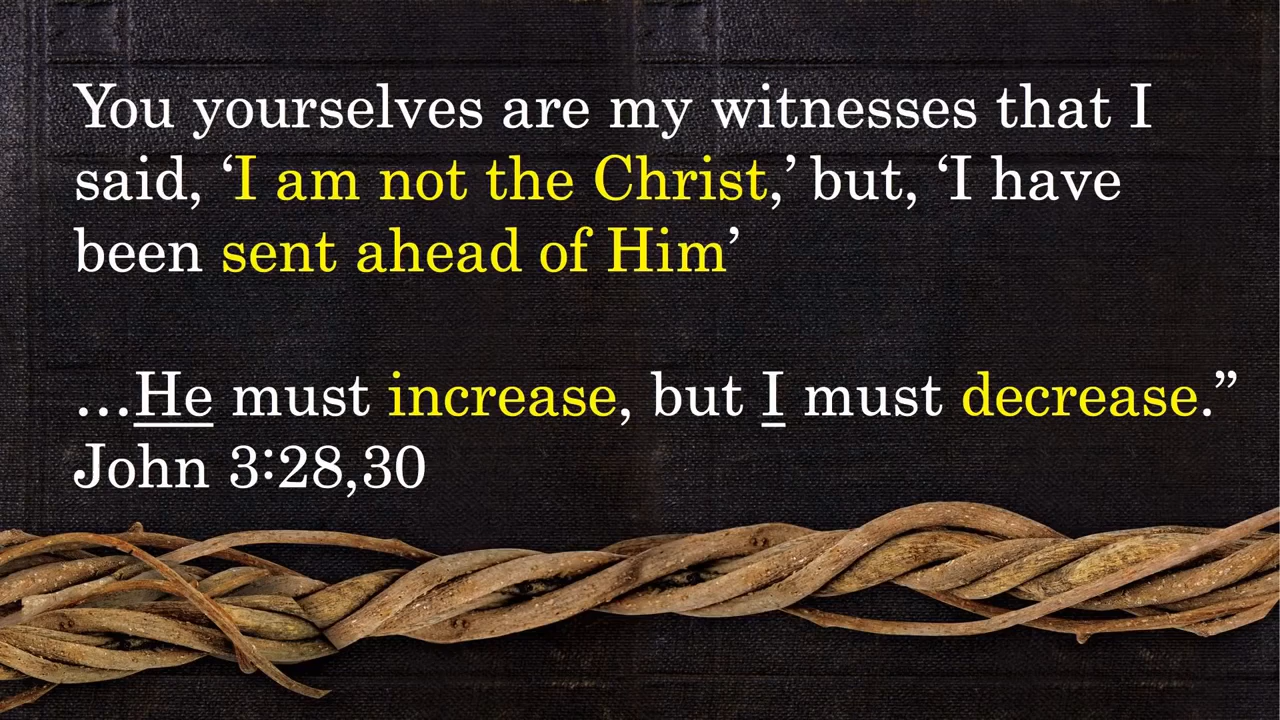 You yourselves are my witnesses that I
said, ‘I am not the Christ,’ but, ‘I have
been sent ahead of Him’
…He must increase, but I must decrease.”
John 3:28,30